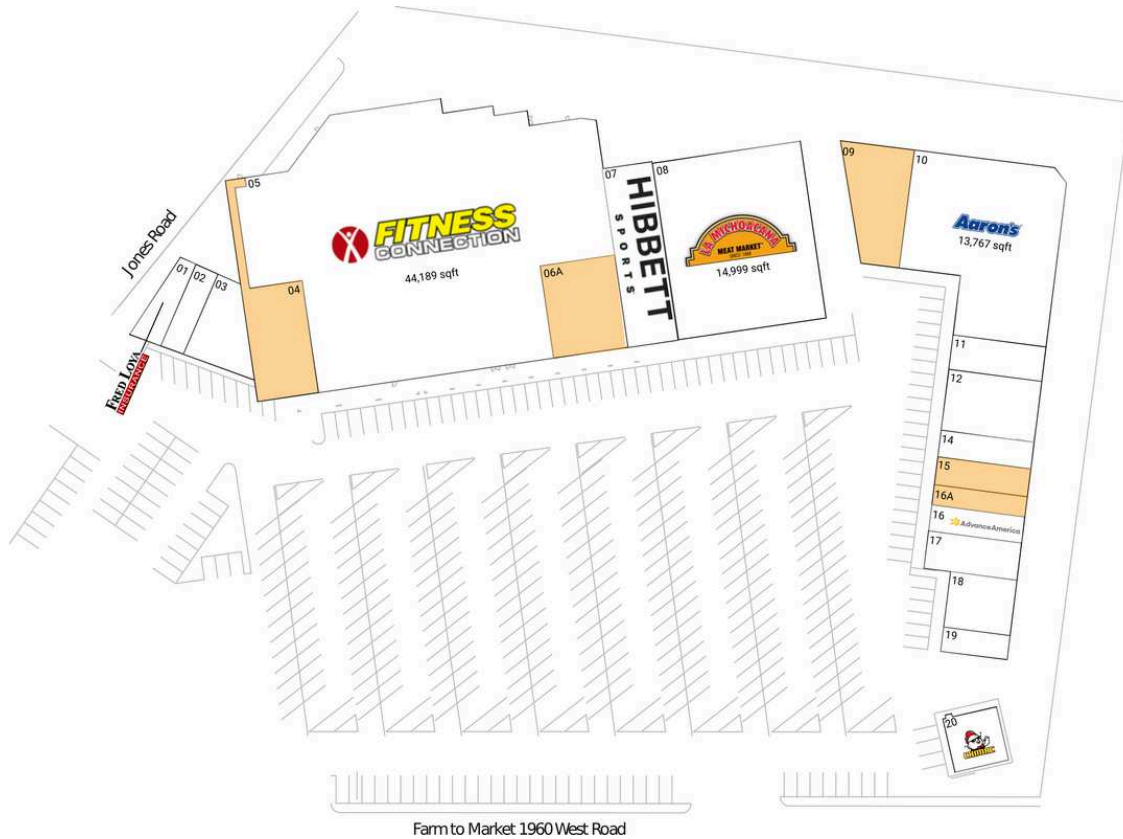 Jones Road
01
02
03
FRED LOYA
INSURANCE
04
05
FITNESS
CONNECTION
44,189 sqft
06A
07
HIBBETT
SPORTS
08
LA MICHOACANA
MEAT MARKET
14,999 sqft
09
10
Aaron's
13,767 sqft
11
12
14
15
16A
16
AdvanceAmerica
17
18
19
20
Farm to Market 1960 West Road